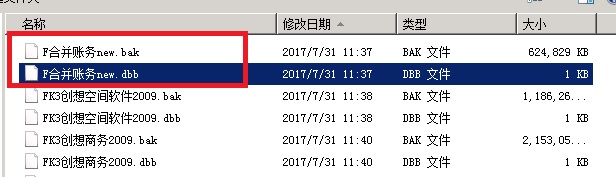 名称 修改日期 类型 大小
F合并账务new.bak 2017/7/31 11:37 BAK 文件 624,829 KB
F合并账务new.dbb 2017/7/31 11:37 DBB 文件 1 KB
FK3创想空间软件2009.bak 2017/7/31 11:38 BAK 文件 1,186,26...
FK3创想空间软件2009.dbb 2017/7/31 11:38 DBB 文件 1 KB
FK3创想商务2009.bak 2017/7/31 11:40 BAK 文件 2,153,05...
FK3创想商务2009.dbb 2017/7/31 11:40 DBB 文件 1 KB